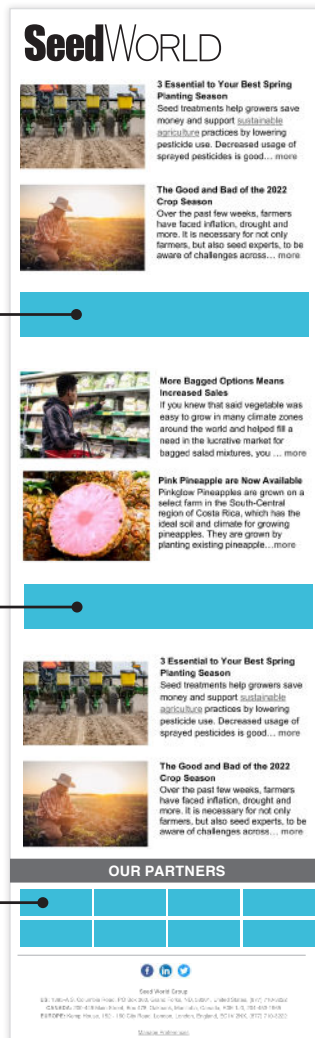 SeedWORLD
3 Essential to Your Best Spring
Planting Season
Seed treatments help growers save
money and support sustainable
agriculture practices by lowering
pesticide use. Decreased usage of
sprayed pesticides is good… more
The Good and Bad of the 2022
Crop Season
Over the past few weeks, farmers
have faced inflation, drought and
more. It is necessary for not only
farmers, but also seed experts, to be
aware of challenges across… more
More Bagged Options Means
Increased Sales
If you knew that said vegetable was
easy to grow in many climate zones
around the world and helped fill a
need in the lucrative market for
bagged salad mixtures, you … more
Pink Pineapple are Now Available
Pinkglow Pineapples are grown on a
select farm in the South-Central
region of Costa Rica, which has the
ideal soil and climate for growing
pineapples. They are grown by
planting existing pineapple…more
3 Essential to Your Best Spring
Planting Season
Seed treatments help growers save
money and support sustainable
agriculture practices by lowering
pesticide use. Decreased usage of
sprayed pesticides is good… more
The Good and Bad of the 2022
Crop Season
Over the past few weeks, farmers
have faced inflation, drought and
more. It is necessary for not only
farmers, but also seed experts, to be
aware of challenges across… more
OUR PARTNERS
Seed World Group
Manage Preferences